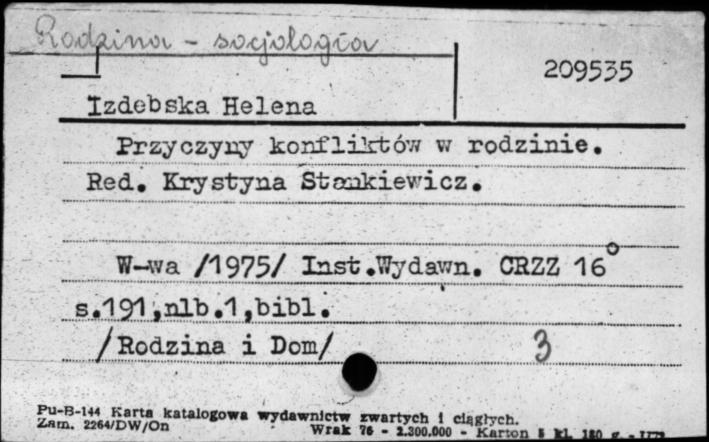 Rodzina - socjologia
209535
Izdebska Helena
Przyczyny konfliktów w rodzinie.
Red. Krystyna Stankiewicz.
W-wa /1975/ Inst.Wydawn. CRZZ 16°
s.191,nlb.1,bibl.
/Rodzina i Dom/ 3
Pu-B-144 Karta katalogowa wydawnictw zwartych i ciągłych.
Zam. 2264/DW/On Wrak 76 - 2.300.000 - Karton kl. 180 g